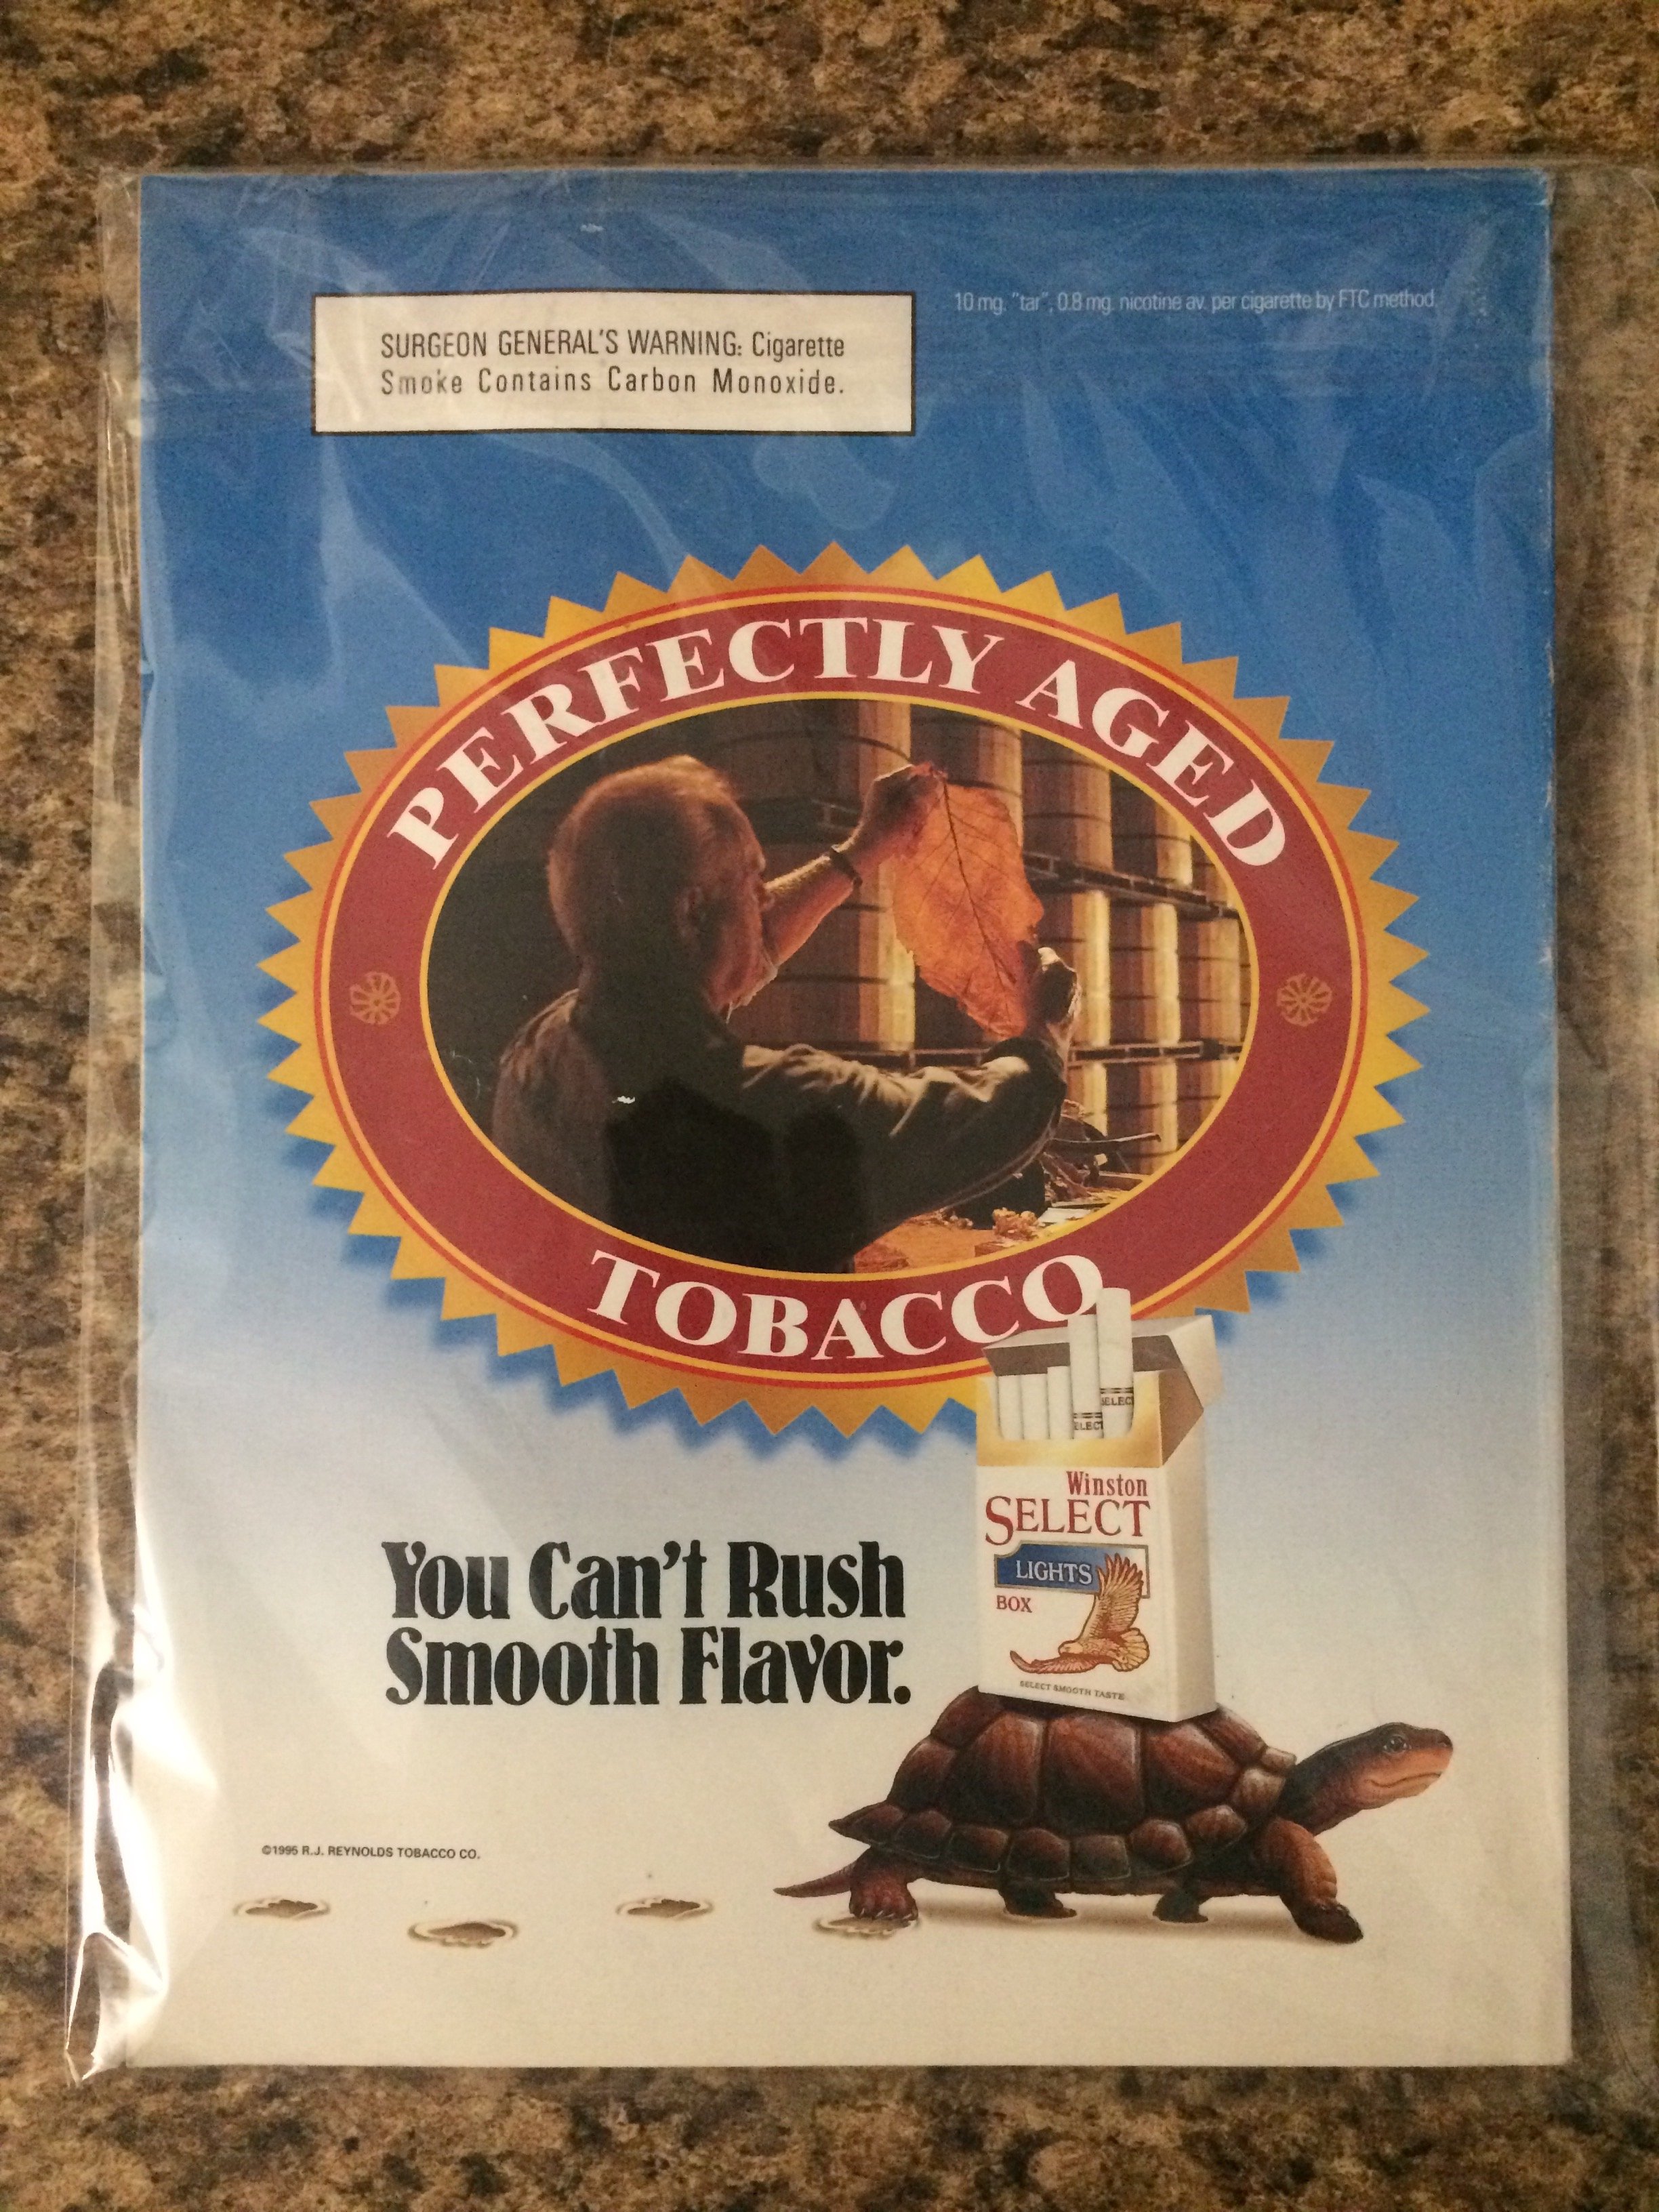 SURGEON GENERAL'S WARNING: Cigarette
Smoke Contains Carbon Monoxide.
10 mg. "tar", 0.8 mg. nicotine av. per cigarette by FTC method.
PERFECTLY AGED
TOBACCO
SELECT
SELECT
Winston
SELECT
LIGHTS
BOX
SELECT SMOOTH TASTE
You Can't Rush
Smooth Flavor.
©1995 R.J. REYNOLDS TOBACCO CO.